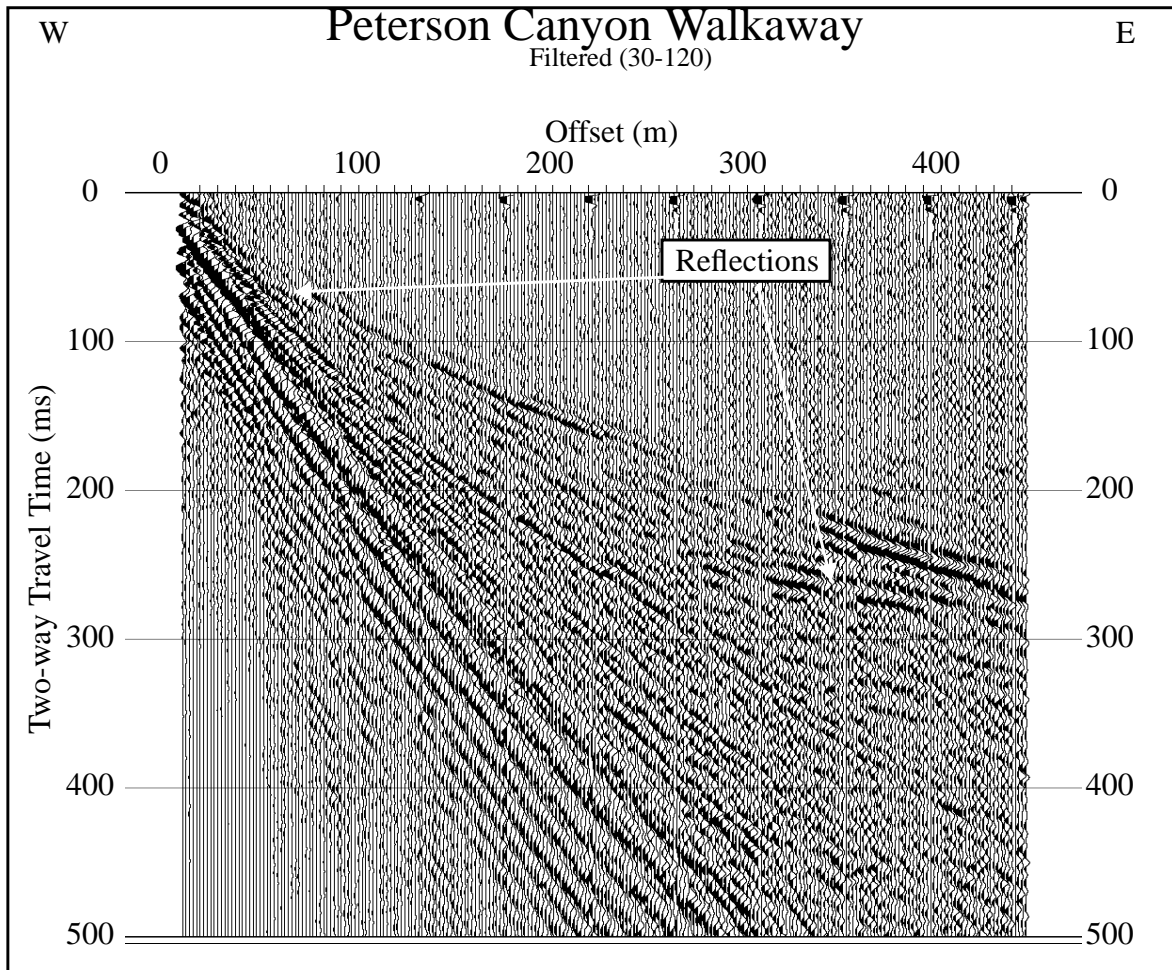 Peterson Canyon Walkaway
W E
Filtered (30-120)
Offset (m)
0 100 200 300 400
0 0
Reflections
100 100
Two-way Travel Time (ms)
200 200
300 300
400 400
500 500